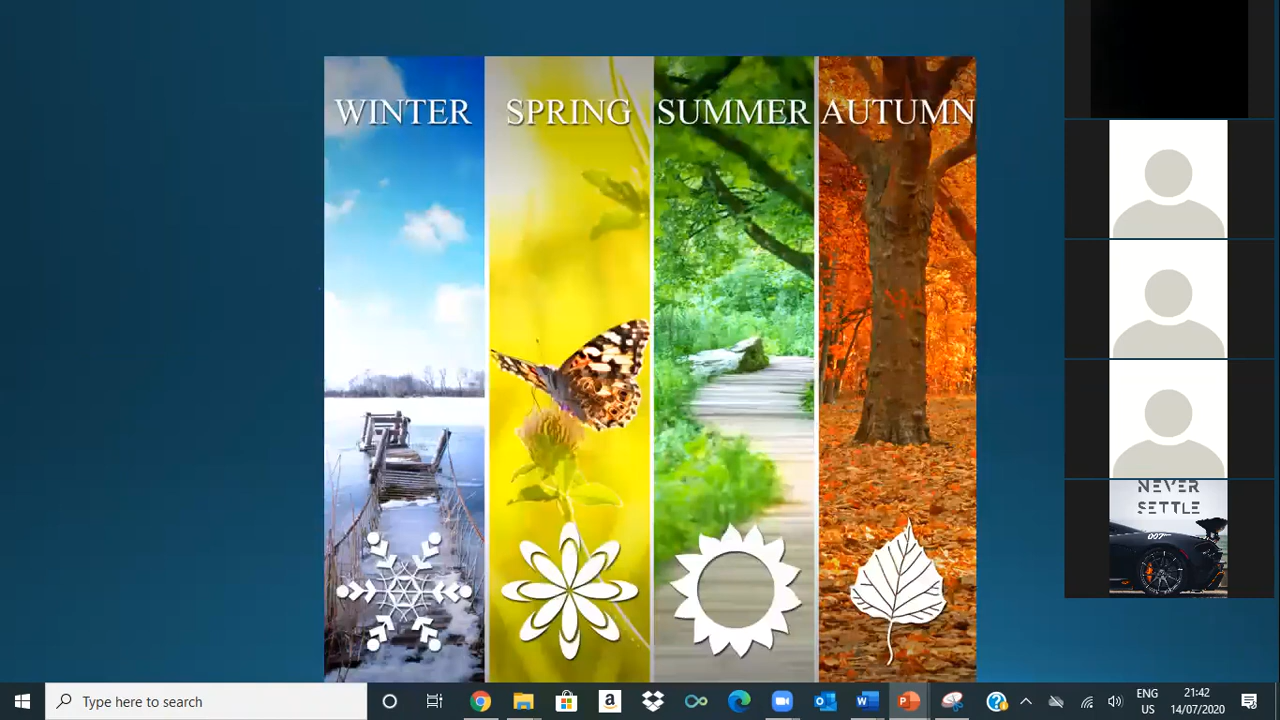 WINTER SPRING SUMMER AUTUMN
NEVER
SETTLE
007
Type here to search
ENG
US
21:42
14/07/2020